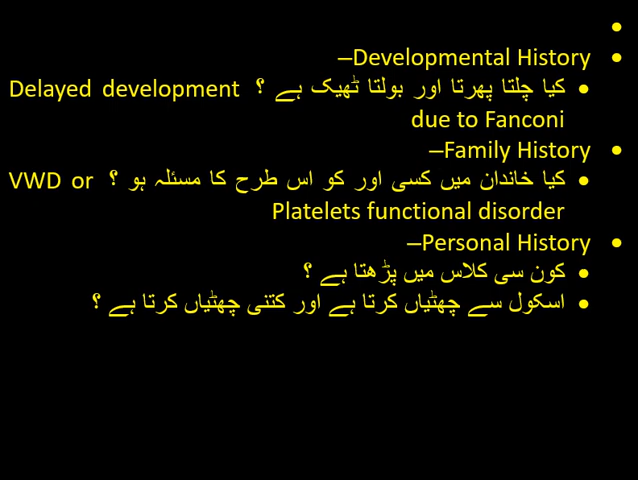 Developmental History–
کیا چلتا پھرتا اور بولتا ٹھیک ہے ؟ Delayed development
due to Fanconi
Family History–
کیا خاندان میں کسی اور کو اس طرح کا مسئلہ ہو ؟ VWD or
Platelets functional disorder
Personal History–
کون سی کلاس میں پڑھتا ہے ؟
اسکول سے چھٹیاں کرتا ہے اور کتنی چھٹیاں کرتا ہے ؟